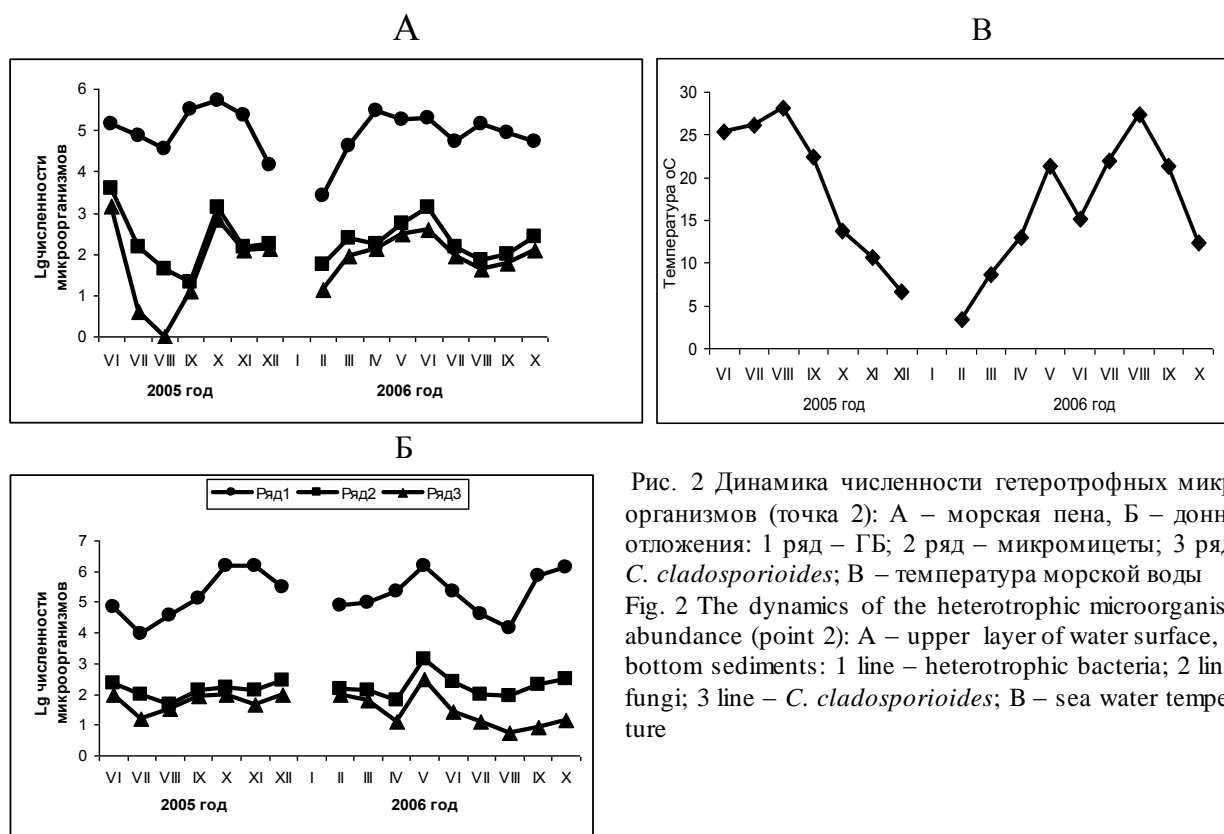 А
В
Lgчисленности
микроорганизмов
6
5
4
3
2
1
0
VI VII VIII IX X XI XII I II III IV V VI VII VIII IX X
2005 год 2006 год
Температура оС
30
25
20
15
10
5
0
VI VII VIII IX X XI XII I II III IV V VI VII VIII IX X
2005 год 2006 год
Б
Ряд1 Ряд2 Ряд3
Lg численности
микроорганизмов
7
6
5
4
3
2
1
0
VI VII VIII IX X XI XII I II III IV V VI VII VIII IX X
2005 год 2006 год
Рис. 2 Динамика численности гетеротрофных микр
организмов (точка 2): А – морская пена, Б – донн
отложения: 1 ряд – ГБ; 2 ряд – микромицеты; 3 ряд
C. cladosporioides; В – температура морской воды
Fig. 2 The dynamics of the heterotrophic microorganis
abundance (point 2): A – upper layer of water surface,
bottom sediments: 1 line – heterotrophic bacteria; 2 lin
fungi; 3 line – C. cladosporioides; B – sea water tempe
ture